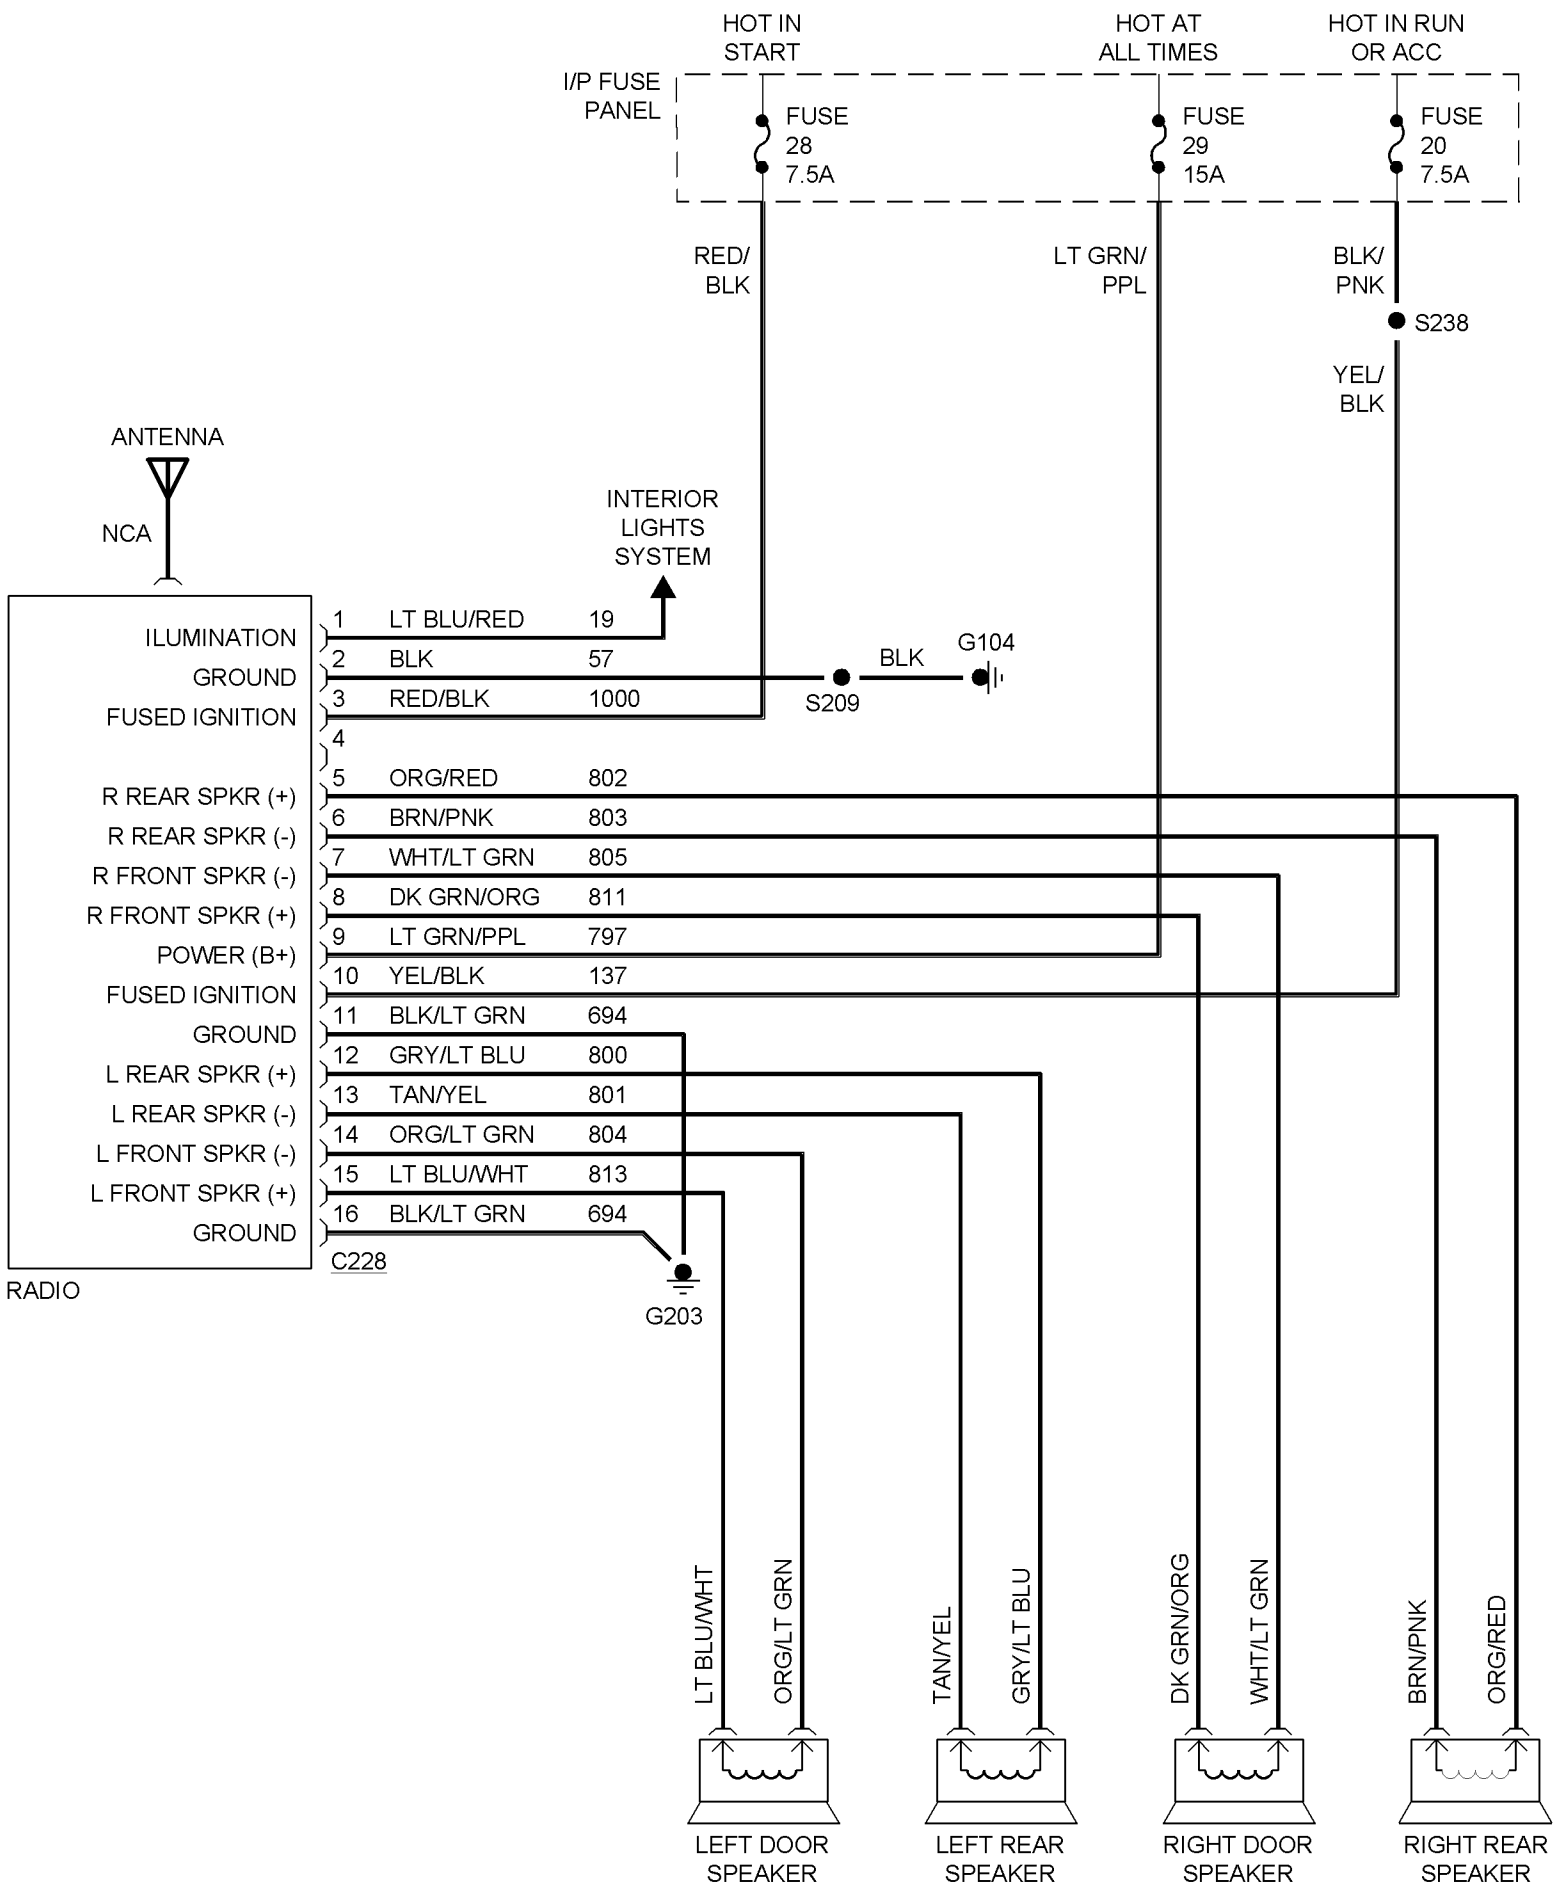 HOT IN
START
HOT AT
ALL TIMES
HOT IN RUN
OR ACC
I/P FUSE
PANEL
FUSE
28
7.5A
FUSE
29
15A
FUSE
20
7.5A
RED/
BLK
LT GRN/
PPL
BLK/
PNK
S238
YEL/
BLK
ANTENNA
NCA
INTERIOR
LIGHTS
SYSTEM
ILUMINATION 1 LT BLU/RED 19
GROUND 2 BLK 57
S209
BLK
G104
FUSED IGNITION 3 RED/BLK 1000
4
R REAR SPKR (+) 5 ORG/RED 802
R REAR SPKR (-) 6 BRN/PNK 803
R FRONT SPKR (-) 7 WHT/LT GRN 805
R FRONT SPKR (+) 8 DK GRN/ORG 811
POWER (B+) 9 LT GRN/PPL 797
FUSED IGNITION 10 YEL/BLK 137
GROUND 11 BLK/LT GRN 694
L REAR SPKR (+) 12 GRY/LT BLU 800
L REAR SPKR (-) 13 TAN/YEL 801
L FRONT SPKR (-) 14 ORG/LT GRN 804
L FRONT SPKR (+) 15 LT BLU/WHT 813
GROUND 16 BLK/LT GRN 694
C228
RADIO
G203
LT BLU/WHT
ORG/LT GRN
TAN/YEL
GRY/LT BLU
DK GRN/ORG
WHT/LT GRN
BRN/PNK
ORG/RED
LEFT DOOR
SPEAKER
LEFT REAR
SPEAKER
RIGHT DOOR
SPEAKER
RIGHT REAR
SPEAKER